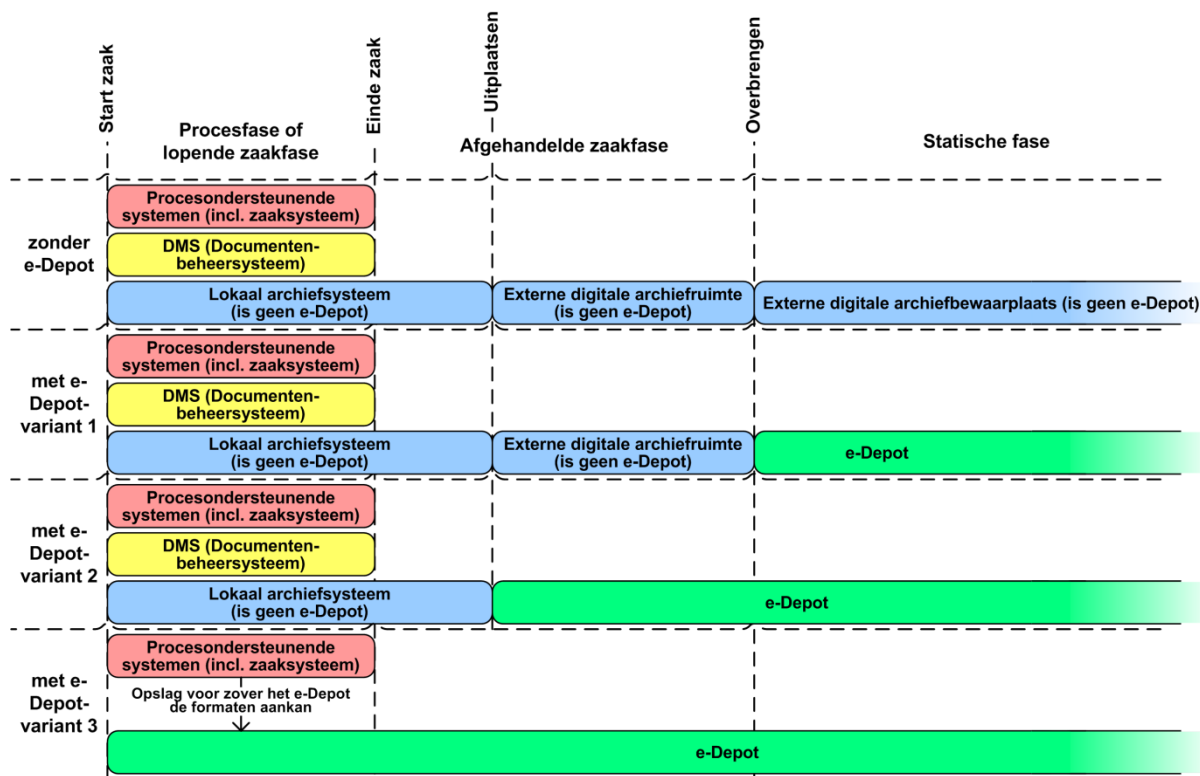 Start zaak
Einde zaak
Uitplaatsen
Overbrengen
Procesfase of
lopende zaakfase
Afgehandelde zaakfase
Statische fase
zonder
e-Depot
Procesondersteunende
systemen (incl. zaaksysteem)
DMS (Documenten-
beheersysteem)
Lokaal archiefsysteem
(is geen e-Depot)
Externe digitale archiefruimte
(is geen e-Depot)
Externe digitale archiefbewaarplaats (is geen e-Depot)
met e-
Depot-
variant 1
Procesondersteunende
systemen (incl. zaaksysteem)
DMS (Documenten-
beheersysteem)
Lokaal archiefsysteem
(is geen e-Depot)
Externe digitale archiefruimte
(is geen e-Depot)
e-Depot
met e-
Depot-
variant 2
Procesondersteunende
systemen (incl. zaaksysteem)
DMS (Documenten-
beheersysteem)
Lokaal archiefsysteem
(is geen e-Depot)
e-Depot
met e-
Depot-
variant 3
Procesondersteunende
systemen (incl. zaaksysteem)
Opslag voor zover het e-Depot
de formaten aankan
e-Depot